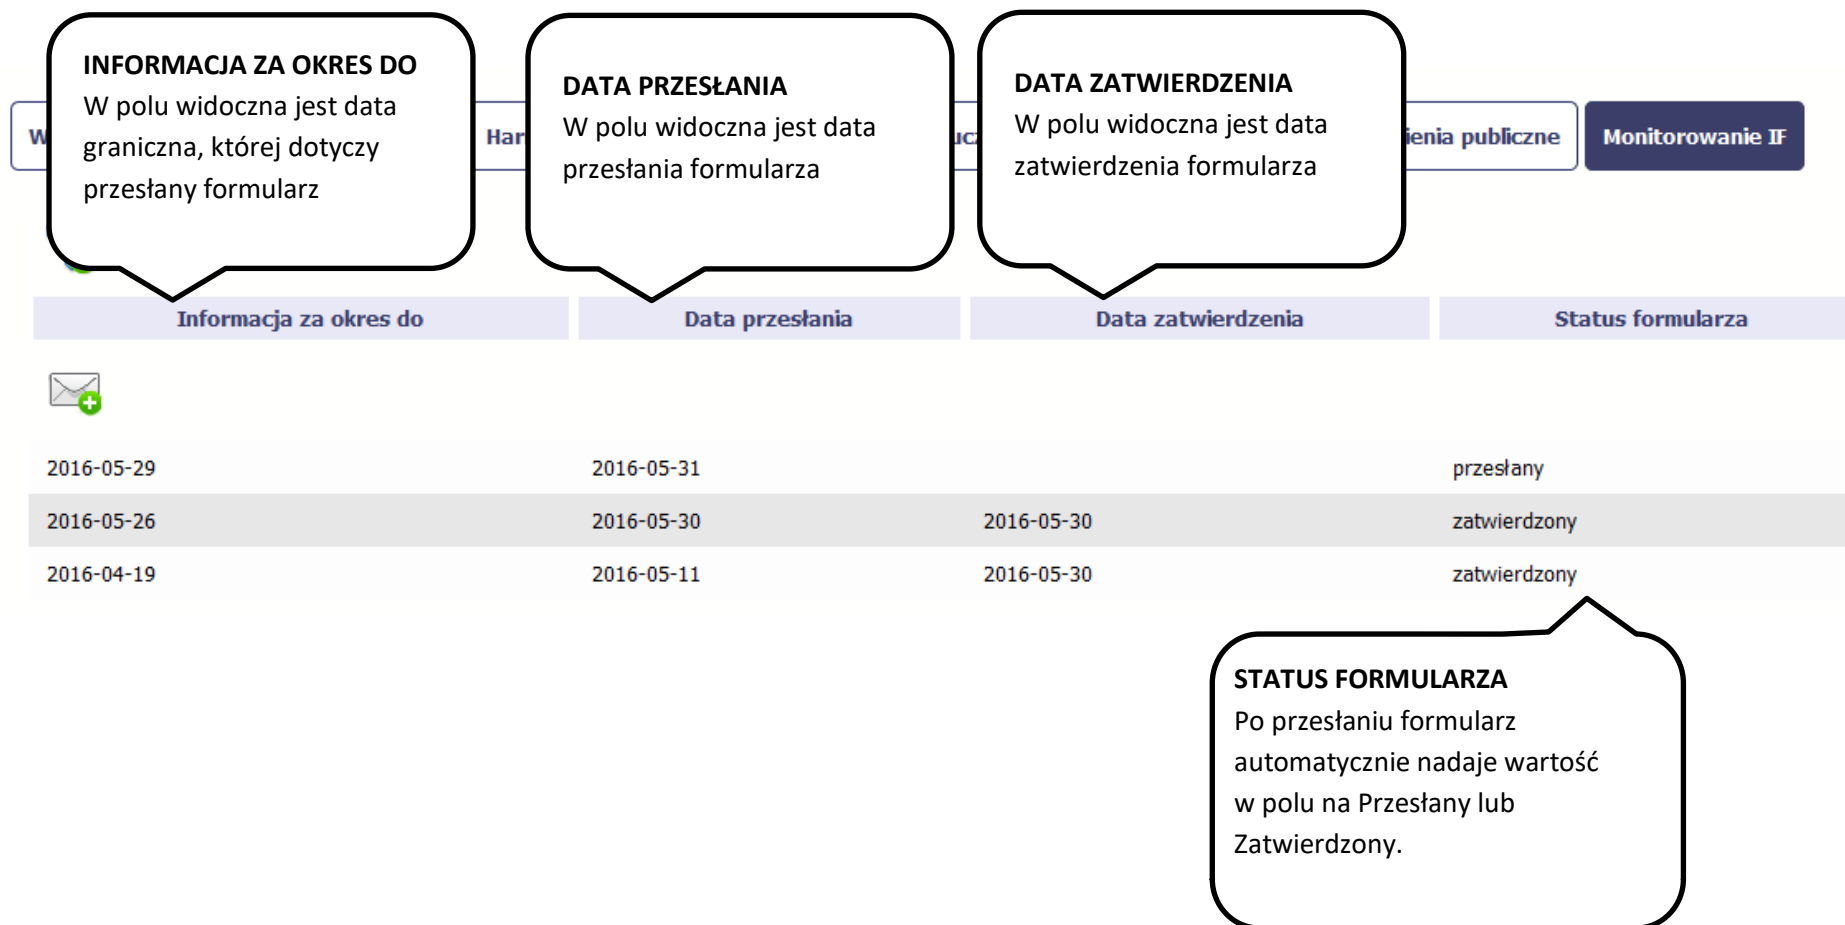 INFORMACJA ZA OKRES DO
W polu widoczna jest data
graniczna, której dotyczy
przesłany formularz
DATA PRZESŁANIA
W polu widoczna jest data
przesłania formularza
DATA ZATWIERDZENIA
W polu widoczna jest data
zatwierdzenia formularza
publiczne
Monitorowanie IF
Informacja za okres do
Data przesłania
Data zatwierdzenia
Status formularza
2016-05-29 2016-05-31 przesłany
2016-05-26 2016-05-30 2016-05-30 zatwierdzony
2016-04-19 2016-05-11 2016-05-30 zatwierdzony
STATUS FORMULARZA
Po przesłaniu formularz
automatycznie nadaje wartość
w polu na Przesłany lub
Zatwierdzony.